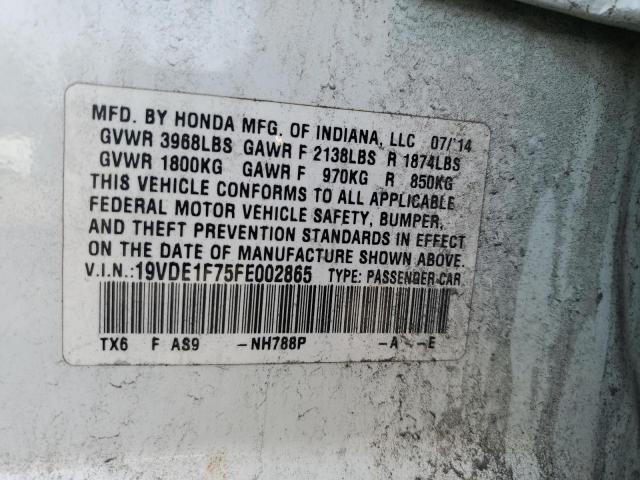 MFD. BY HONDA MFG. OF INDIANA, LLC 07/'14
GVWR 3968LBS GAWR F 2138LBS R 1874LBS
GVWR 1800KG GAWR F 970KG R 850KG
THIS VEHICLE CONFORMS TO ALL APPLICABLE
FEDERAL MOTOR VEHICLE SAFETY, BUMPER,
AND THEFT PREVENTION STANDARDS IN EFFECT
ON THE DATE OF MANUFACTURE SHOWN ABOVE.
V.I.N.:19VDE1F75FE002865 TYPE: PASSENGER CAR
TX6 F AS9 -NH788P -A -E